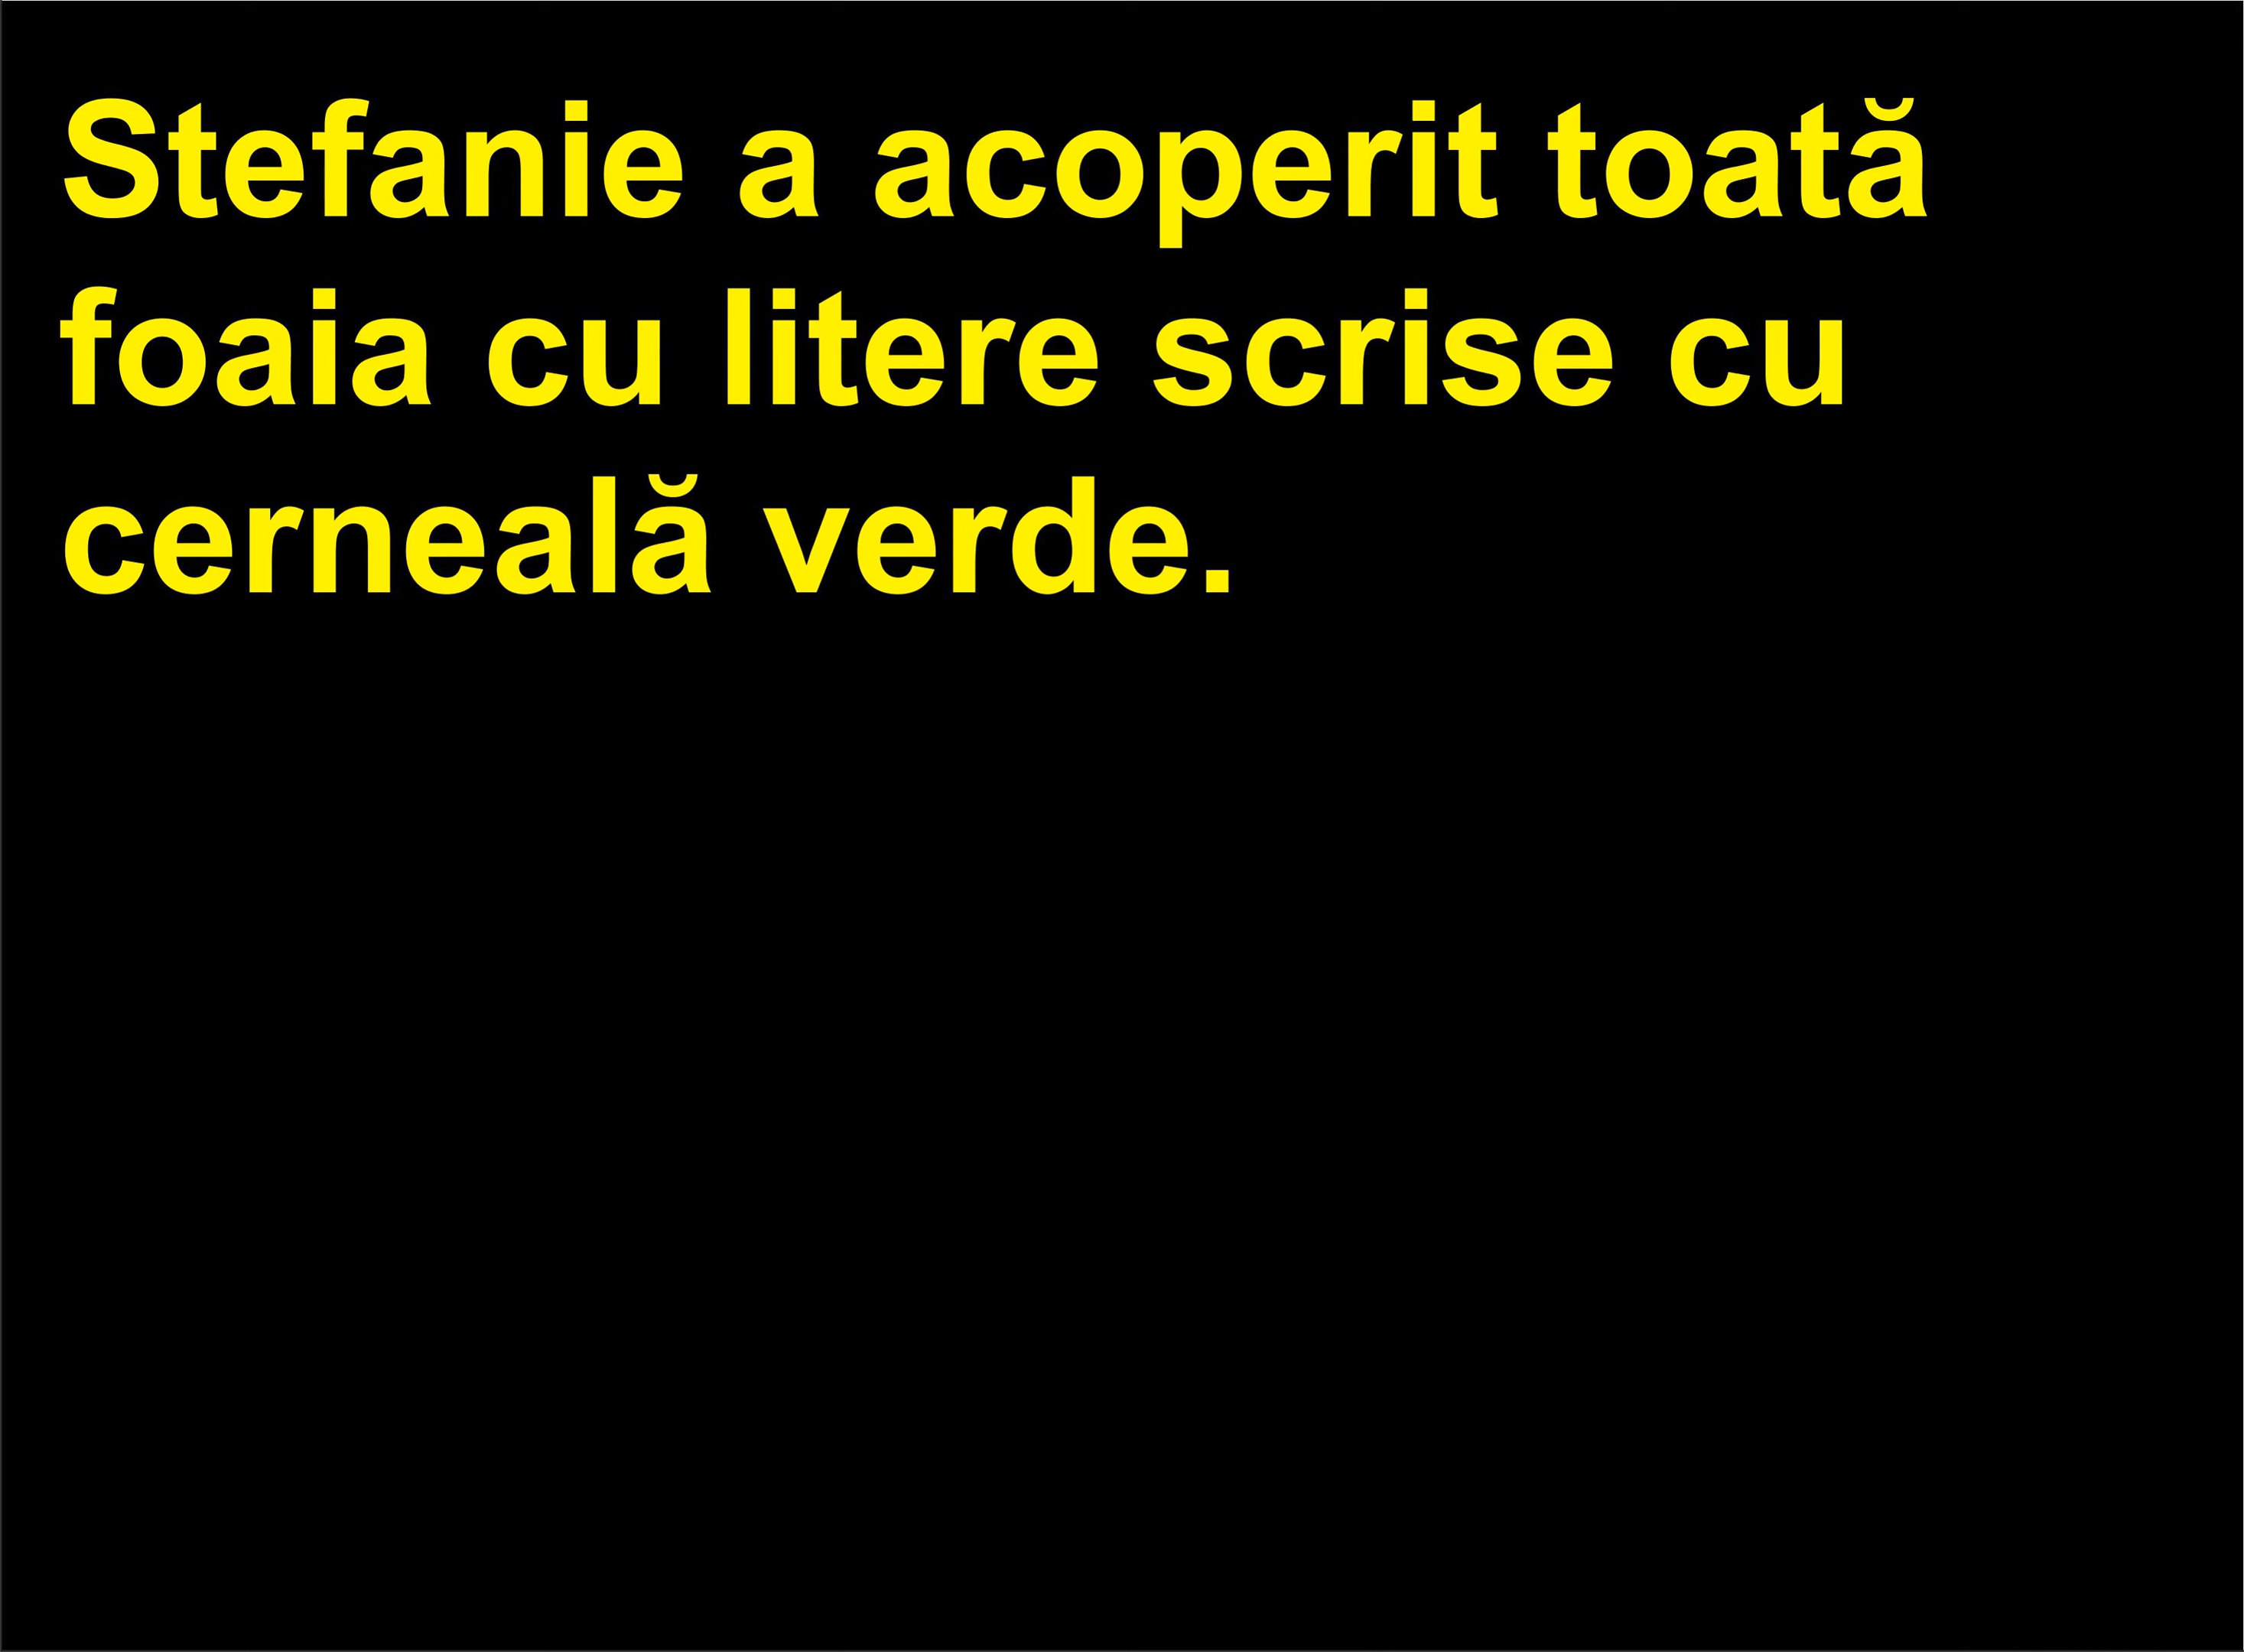 Stefanie a acoperit toată
foaia cu litere scrise cu
cerneală verde.